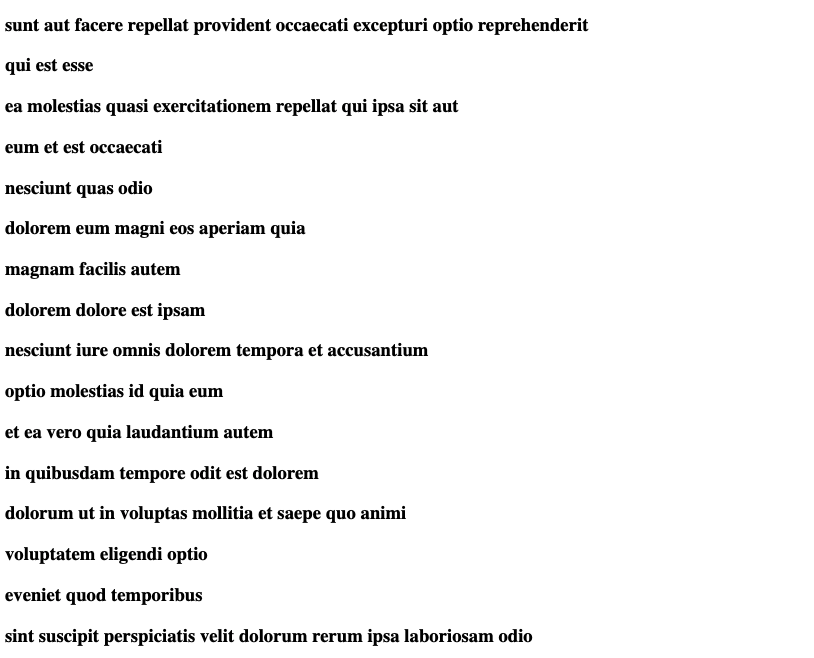 sunt aut facere repellat provident occaecati excepturi optio reprehenderit
qui est esse
ea molestias quasi exercitationem repellat qui ipsa sit aut
eum et est occaecati
nesciunt quas odio
dolorem eum magni eos aperiam quia
magnam facilis autem
dolorem dolore est ipsam
nesciunt iure omnis dolorem tempora et accusantium
optio molestias id quia eum
et ea vero quia laudantium autem
in quibusdam tempore odit est dolorem
dolorum ut in voluptas mollitia et saepe quo animi
voluptatem eligendi optio
eveniet quod temporibus
sint suscipit perspiciatis velit dolorum rerum ipsa laboriosam odio